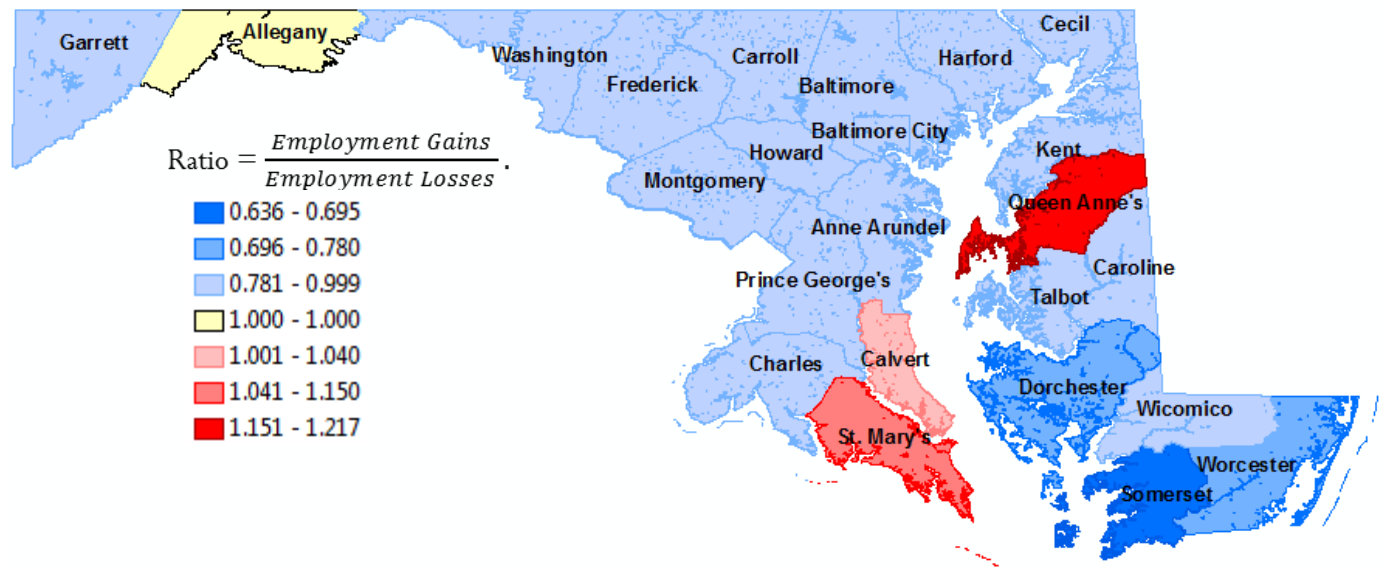 Cecil
Allegany
Garrett
Washington
Carroll
Harford
Frederick
Baltimore
Baltimore City
Ratio = Employment Gains / Employment Losses .
Howard
Kent
Montgomery
Queen Anne's
0.636 - 0.695
Anne Arundel
0.696 - 0.780
Caroline
Prince George's
0.781 - 0.999
Talbot
1.000 - 1.000
1.001 - 1.040
Charles
Calvert
1.041 - 1.150
Dorchester
Wicomico
1.151 - 1.217
St. Mary's
Worcester
Somerset